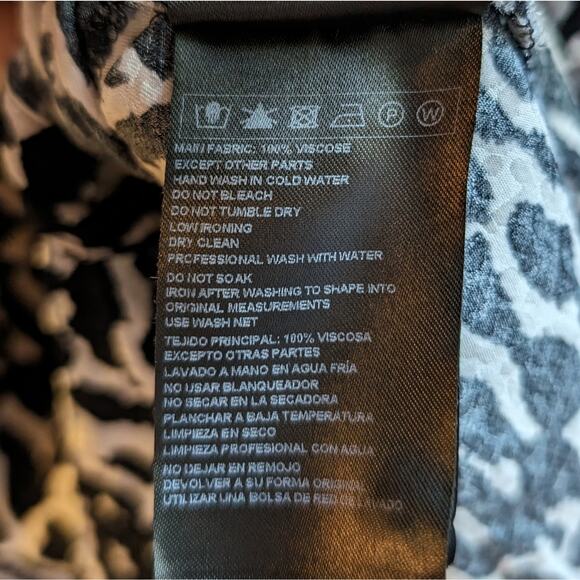 P W
MAIN FABRIC: 100% VISCOSE
EXCEPT OTHER PARTS
HAND WASH IN COLD WATER
DO NOT BLEACH
DO NOT TUMBLE DRY
LOW IRONING
DRY CLEAN
PROFESSIONAL WASH WITH WATER
DO NOT SOAK
IRON AFTER WASHING TO SHAPE INTO
ORIGINAL MEASUREMENTS
USE WASH NET
TEJIDO PRINCIPAL: 100% VISCOSA
EXCEPTO OTRAS PARTES
LAVADO A MANO EN AGUA FRÍA
NO USAR BLANQUEADOR
NO SECAR EN LA SECADORA
PLANCHAR A BAJA TEMPERATURA
LIMPIEZA EN SECO
LIMPIEZA PROFESIONAL CON AGUA
NO DEJAR EN REMOJO
DEVOLVER A SU FORMA ORIGINAL
UTILIZAR UNA BOLSA DE RED DE LAVADO